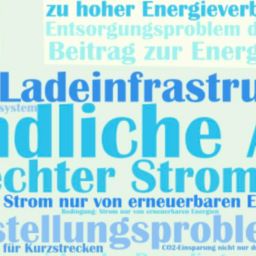 zu hoher Energieverb
Entsorgungsproblem d
Beitrag zur Energ
Ladeinfrastru
system
ndliche A
echter Strom
Strom nur von erneuerbaren E
Bedingung: Strom nur von erneuerbaren Energien
stellungsproble
für Kurzstrecken
CO2-Einsparung nicht nur d